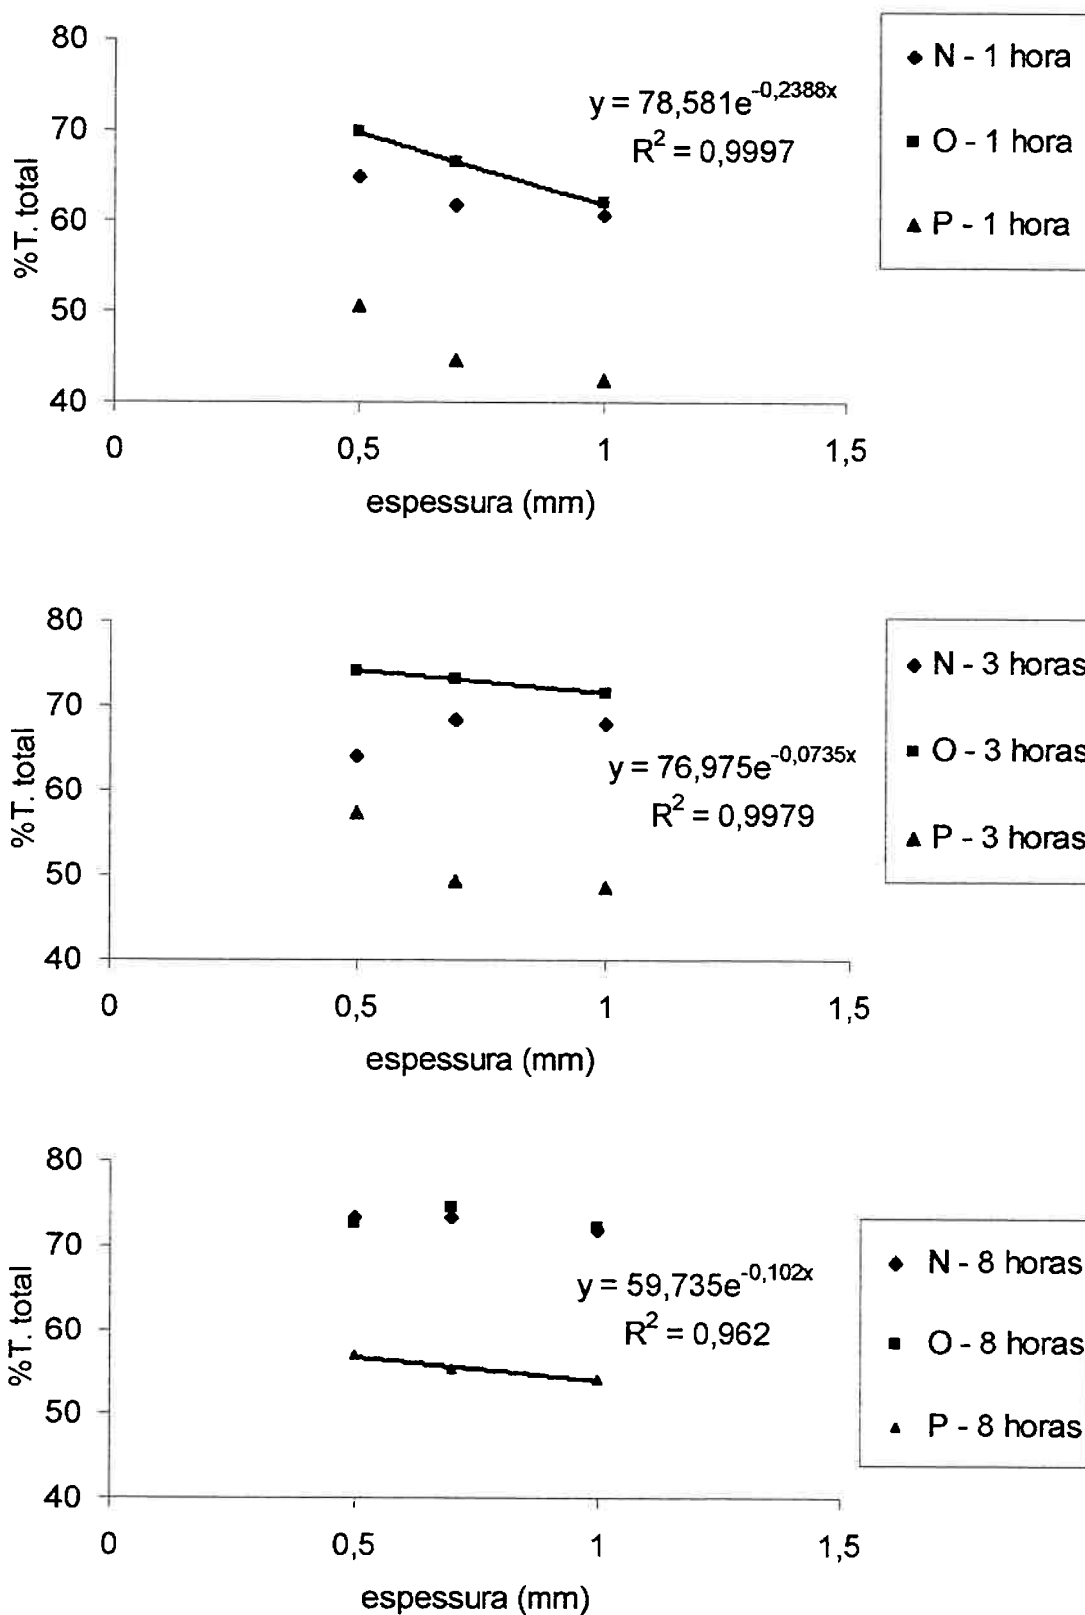 80
70
60
50
40
%T. total
0
0,5
1
1,5
espessura (mm)
y = 78,581e^-0,2388x
R² = 0,9997
N - 1 hora
O - 1 hora
P - 1 hora
80
70
60
50
40
%T. total
0
0,5
1
1,5
espessura (mm)
y = 76,975e^-0,0735x
R² = 0,9979
N - 3 horas
O - 3 horas
P - 3 horas
80
70
60
50
40
%T. total
0
0,5
1
1,5
espessura (mm)
y = 59,735e^-0,102x
R² = 0,962
N - 8 horas
O - 8 horas
P - 8 horas